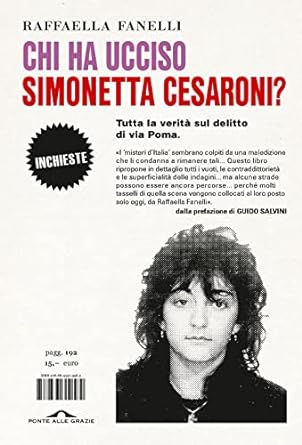 RAFFAELLA FANELLI
CHI HA UCCISO
SIMONETTA CESARONI?
Tutta la verità sul delitto
di via Poma.
INCHIESTE
«I 'misteri d'Italia' sembrano colpiti da una maledizione
che li condanna a rimanere tali... Questo libro
ripropone in dettaglio tutti i vuoti, le contraddittorietà
e le superficialità delle indagini... ma alcune strade
possono essere ancora percorse... perché molti
tasselli di quella scena vengono collocati al loro posto
solo oggi, da Raffaella Fanelli».
dalla prefazione di GUIDO SALVINI
pagg. 192
15,– euro
PONTE ALLE GRAZIE